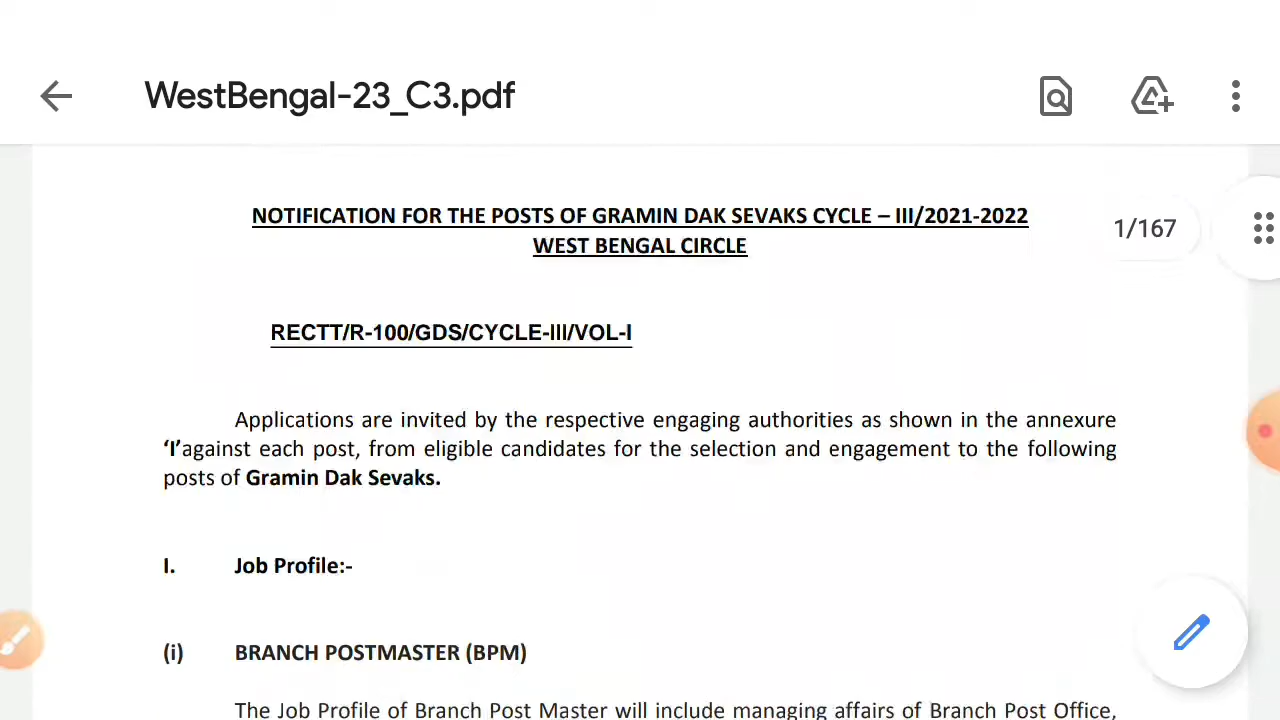 WestBengal-23_C3.pdf
NOTIFICATION FOR THE POSTS OF GRAMIN DAK SEVAKS CYCLE – III/2021-2022
WEST BENGAL CIRCLE
1/167
RECTT/R-100/GDS/CYCLE-III/VOL-I
Applications are invited by the respective engaging authorities as shown in the annexure
‘I’against each post, from eligible candidates for the selection and engagement to the following
posts of Gramin Dak Sevaks.
I. Job Profile:-
(i) BRANCH POSTMASTER (BPM)
The Job Profile of Branch Post Master will include managing affairs of Branch Post Office,